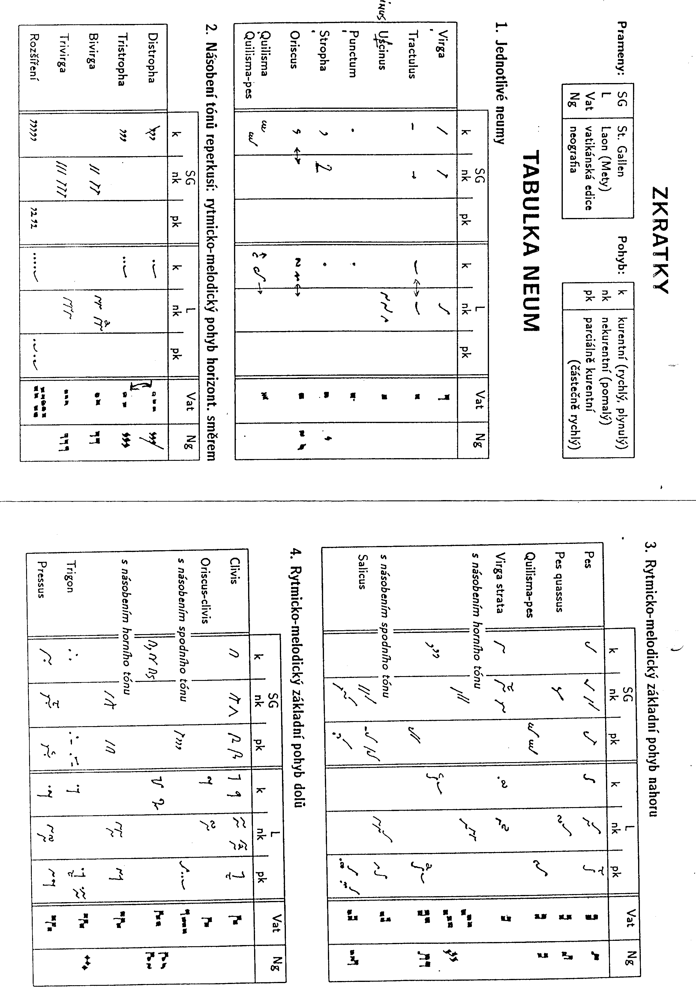 ZKRATKY
Prameny:
SG St. Gallen
L Laon (Mety)
Vat vatikánská edice
Ng neografia
Pohyb:
k kurentní (rychlý, plynulý)
nk nekurentní (pomalý)
pk parciálně kurentní
(částečně rychlý)
TABULKA NEUM
1. Jednotlivé neumy
SG L Vat Ng
k nk pk k nk pk
Virga
Tractulus
Uścinus
Punctum
Stropha
Oriscus
Quilisma
Quilisma-pes
2. Násobení tónů reperkusí: rytmicko-melodický pohyb horizont. směrem
SG L Vat Ng
k nk pk k nk pk
Distropha
Tristropha
Bivirga
Trivirga
Rozšíření
3. Rytmicko-melodický základní pohyb nahoru
SG L Vat Ng
k nk pk k nk pk
Pes
Pes quassus
Quilisma-pes
Virga strata
s násobením horního tónu
s násobením spodního tónu
Salicus
4. Rytmicko-melodický základní pohyb dolů
SG L Vat Ng
k nk pk k nk pk
Clivis
Oriscus-clivis
s násobením spodního tónu
s násobením horního tónu
Trigon
Pressus